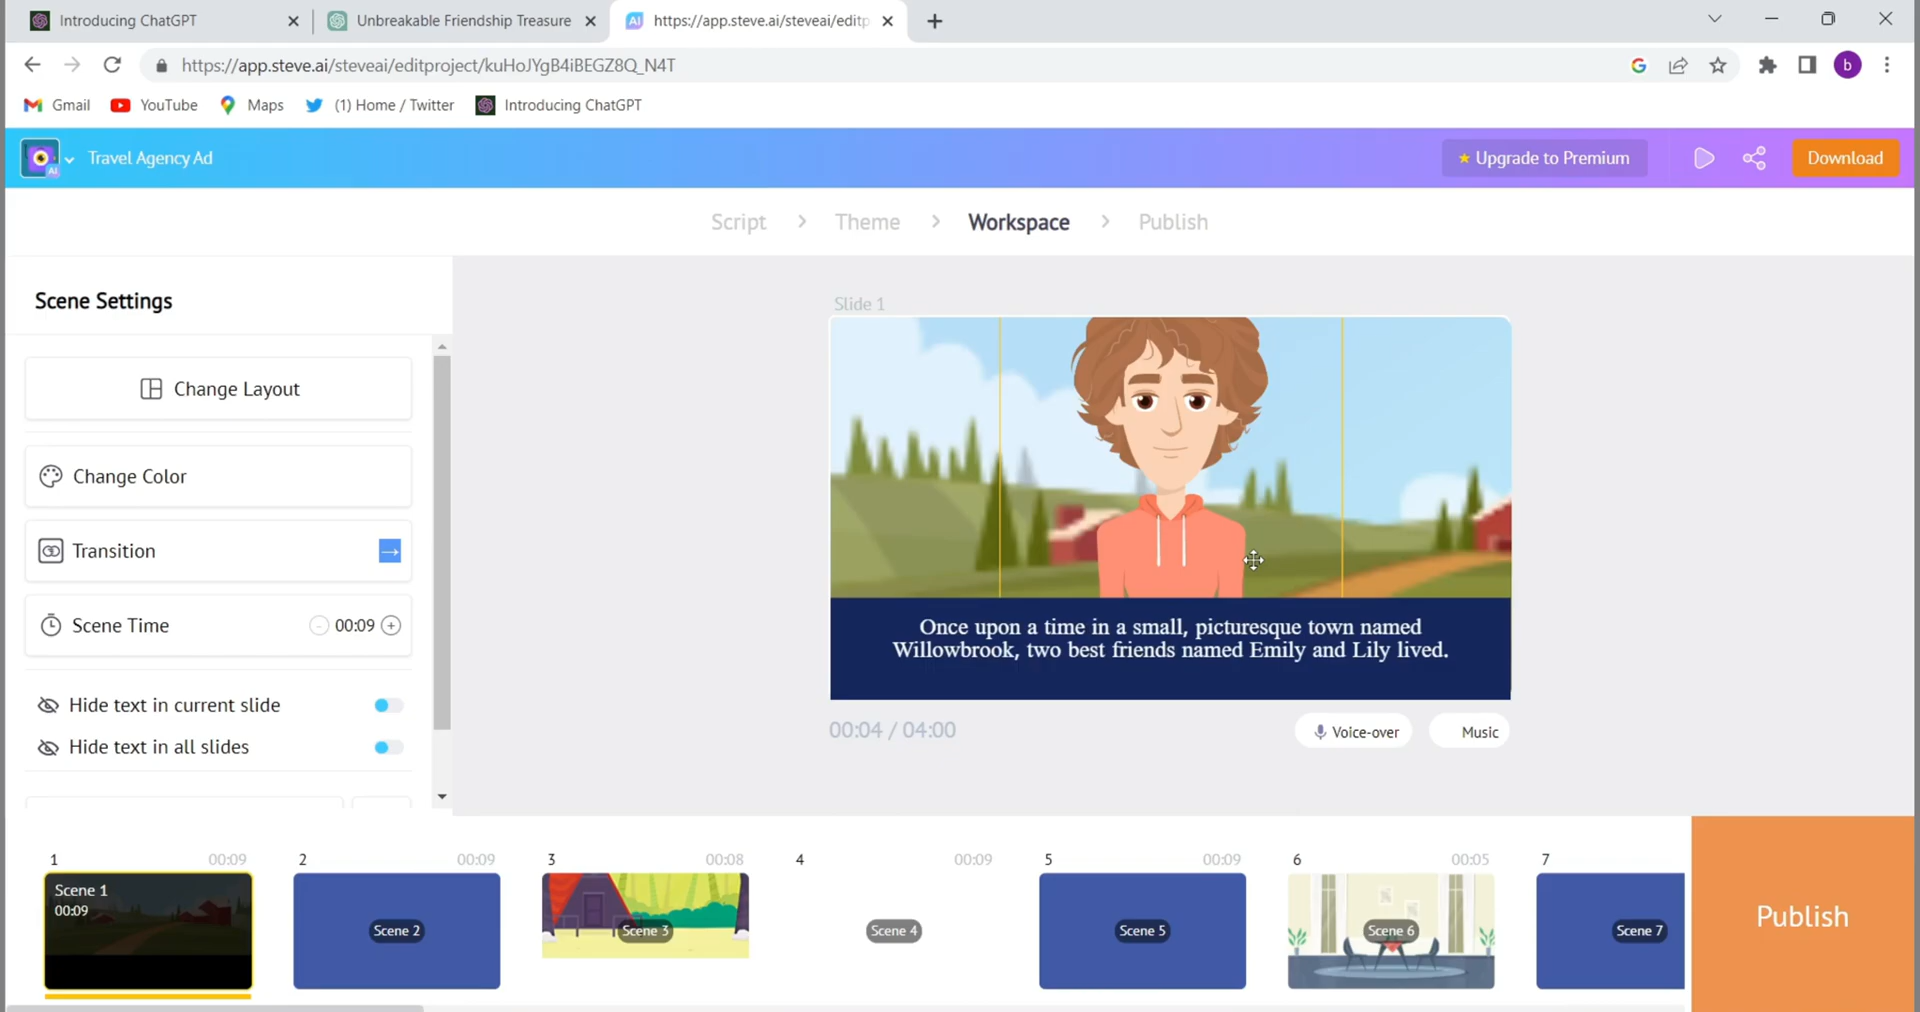 Introducing ChatGPT
Unbreakable Friendship Treasure
https://app.steve.ai/steveai/editp
https://app.steve.ai/steveai/editproject/kuHoJYgB4iBEGZ8Q_N4T
b
Gmail
YouTube
Maps
(1) Home / Twitter
Introducing ChatGPT
AI
Travel Agency Ad
Upgrade to Premium
Download
Script
Theme
Workspace
Publish
Scene Settings
Slide 1
Change Layout
Change Color
Transition
Scene Time
- 00:09 +
Hide text in current slide
Hide text in all slides
Once upon a time in a small, picturesque town named
Willowbrook, two best friends named Emily and Lily lived.
00:04 / 04:00
Voice-over
Music
1 00:09
2 00:09
3 00:08
4 00:09
5 00:09
6 00:05
7
Scene 1
00:09
Scene 2
Scene 3
Scene 4
Scene 5
Scene 6
Scene 7
Publish